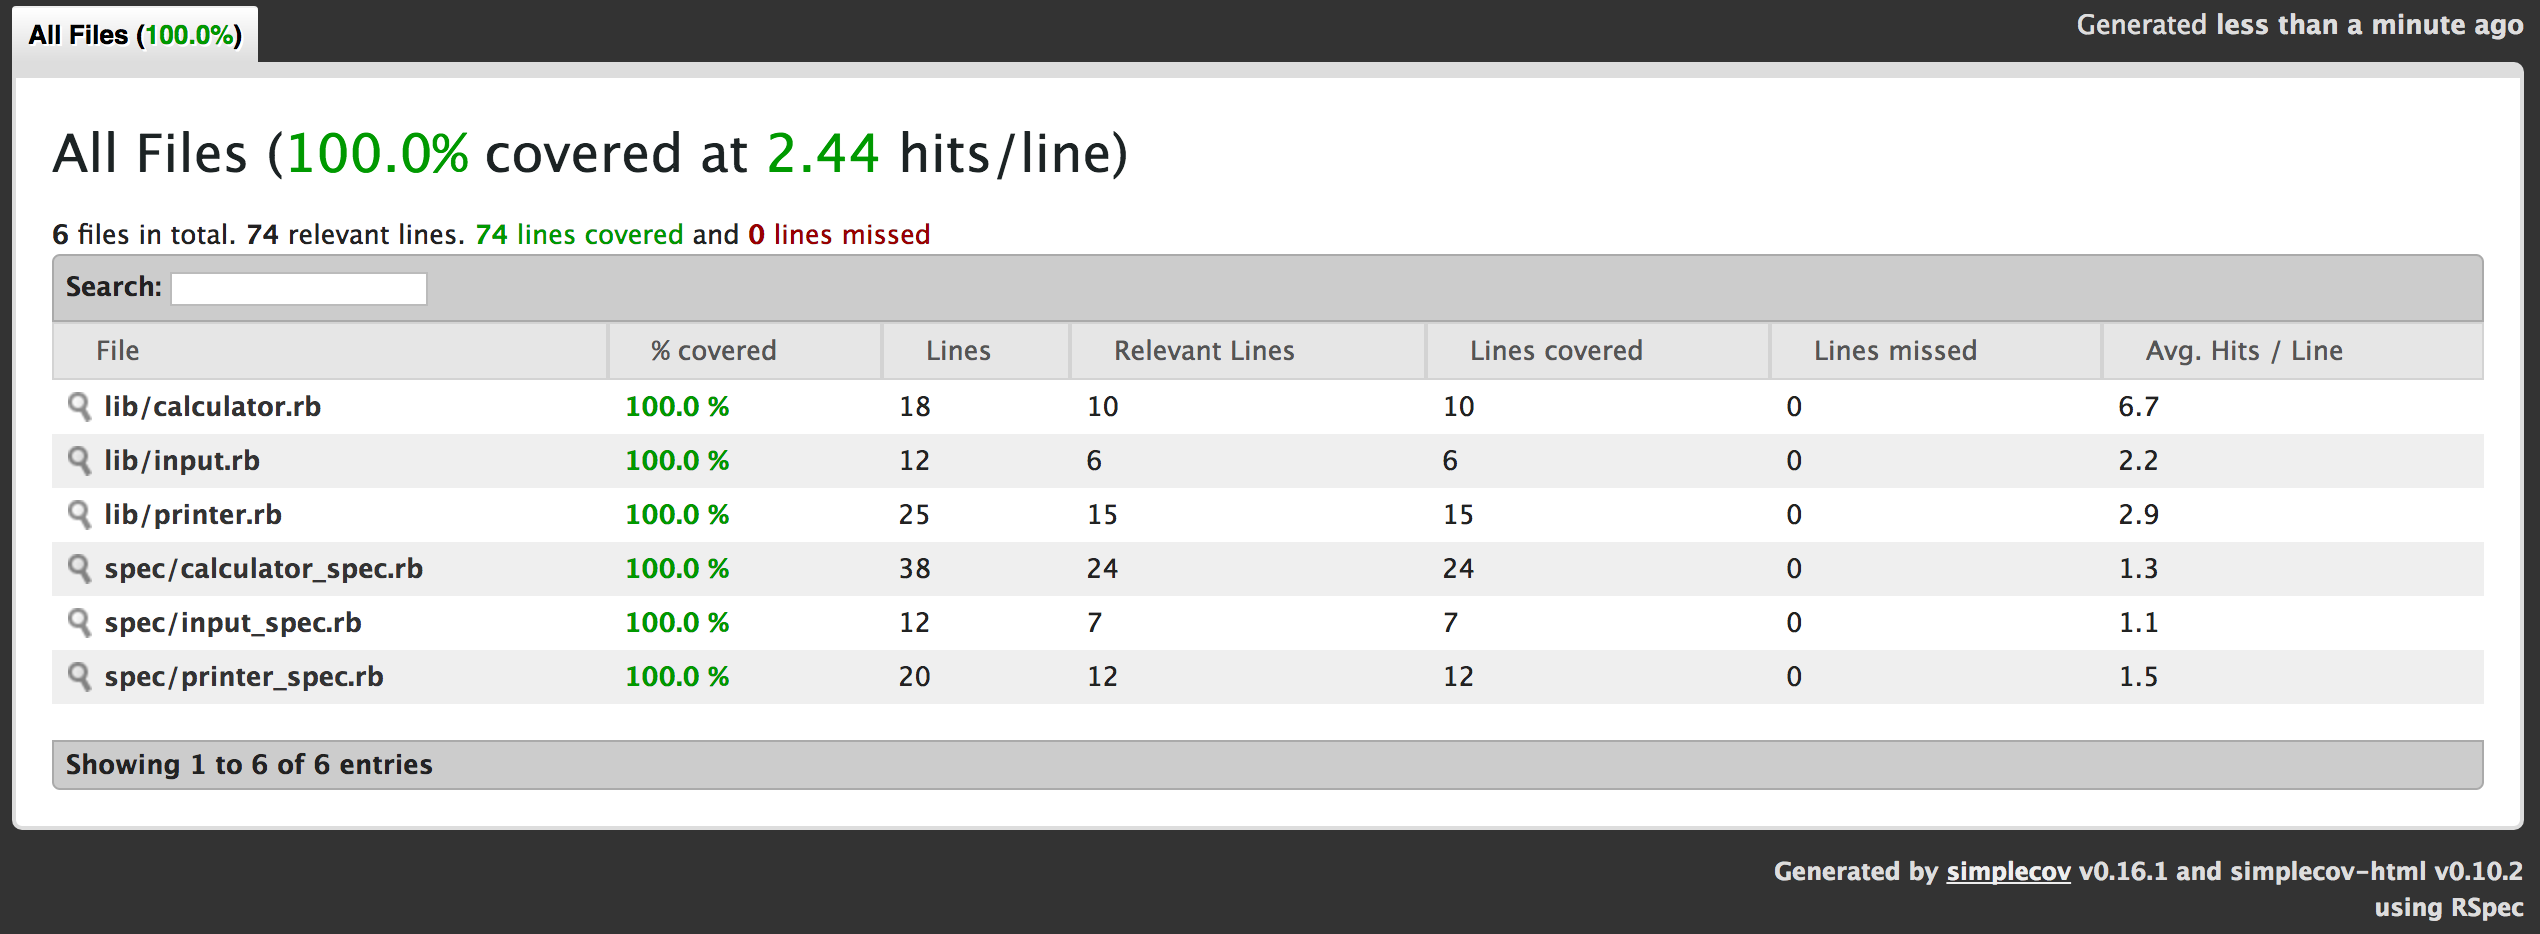 All Files (100.0%)
Generated less than a minute ago
All Files (100.0% covered at 2.44 hits/line)
6 files in total. 74 relevant lines. 74 lines covered and 0 lines missed
Search:
File % covered Lines Relevant Lines Lines covered Lines missed Avg. Hits / Line
lib/calculator.rb 100.0 % 18 10 10 0 6.7
lib/input.rb 100.0 % 12 6 6 0 2.2
lib/printer.rb 100.0 % 25 15 15 0 2.9
spec/calculator_spec.rb 100.0 % 38 24 24 0 1.3
spec/input_spec.rb 100.0 % 12 7 7 0 1.1
spec/printer_spec.rb 100.0 % 20 12 12 0 1.5
Showing 1 to 6 of 6 entries
Generated by simplecov v0.16.1 and simplecov-html v0.10.2
using RSpec